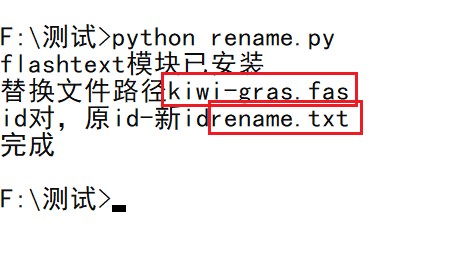 F:\测试>python rename.py
flashtext模块已安装
替换文件路径kiwi-gras.fas
id对，原id-新idrename.txt
完成
F:\测试>